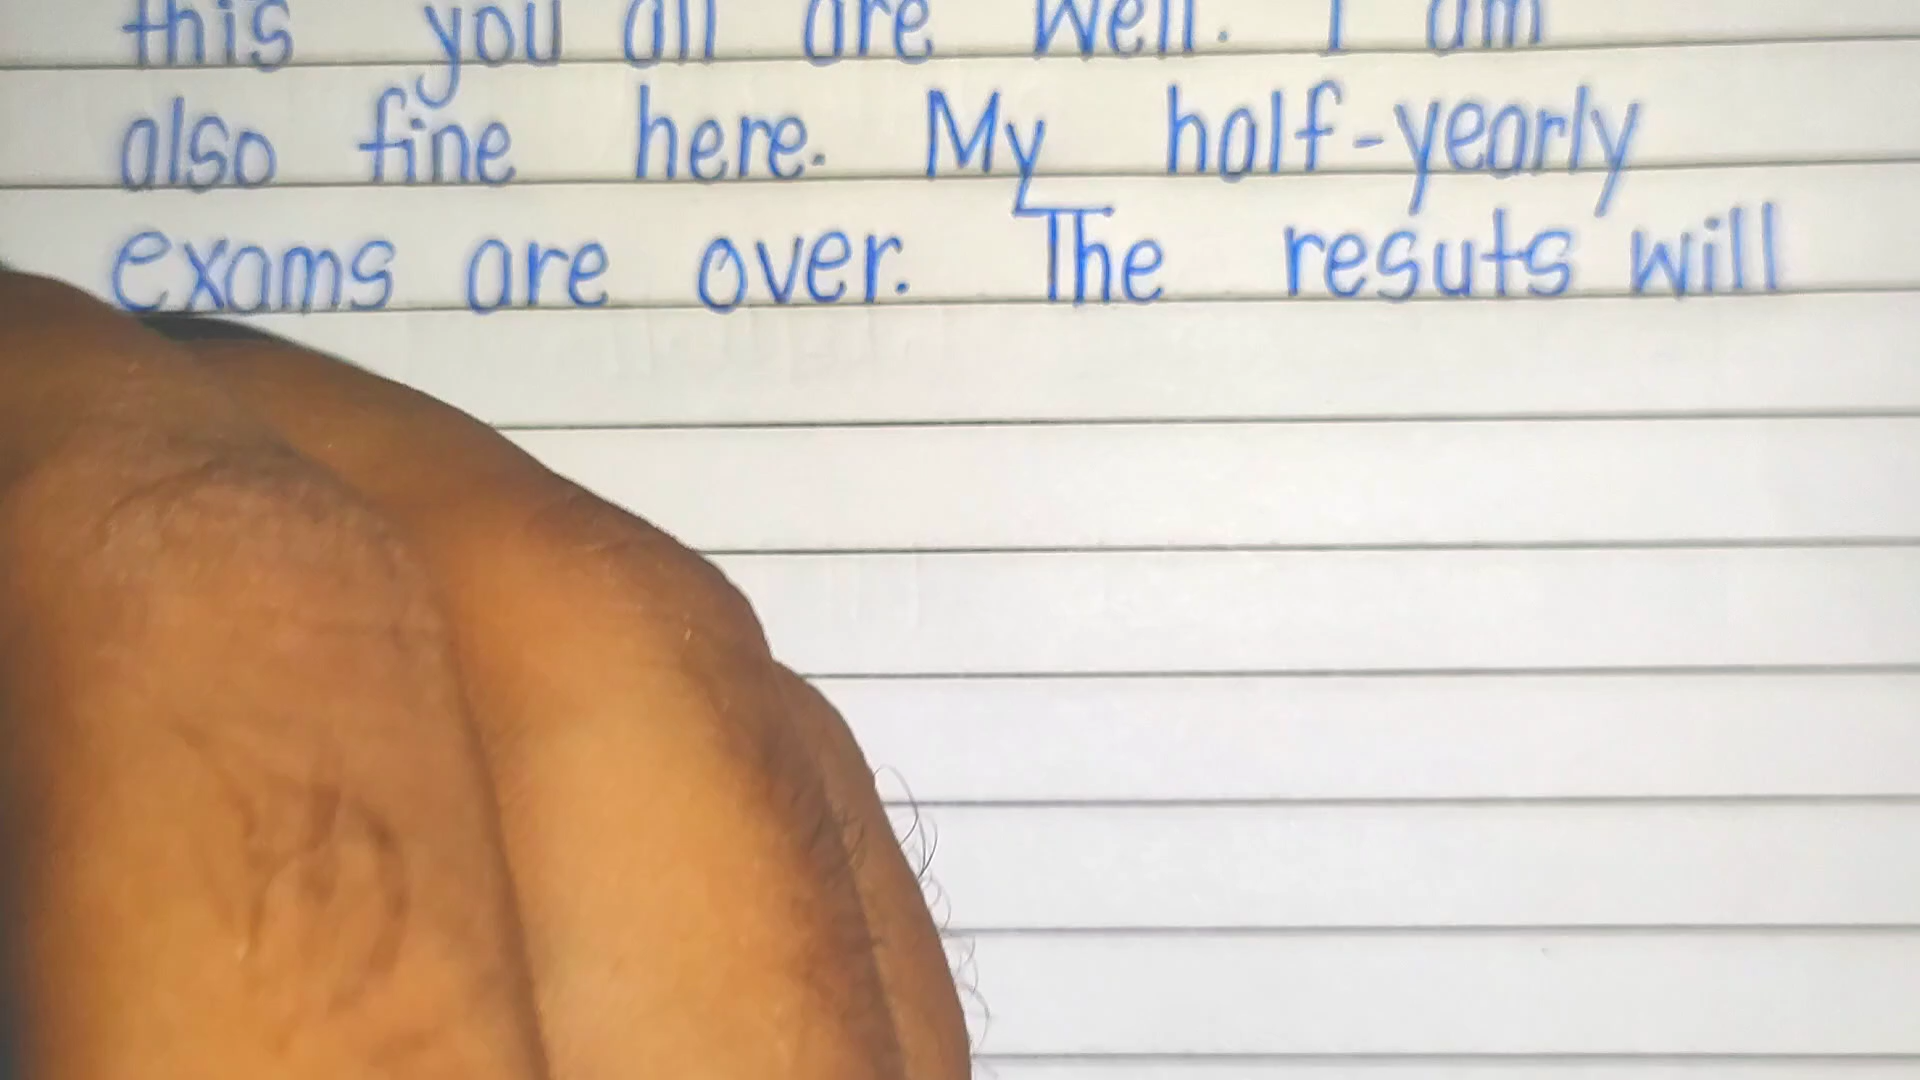 this you all are well. I am
also fine here. My half-yearly
exams are over. The resuts will